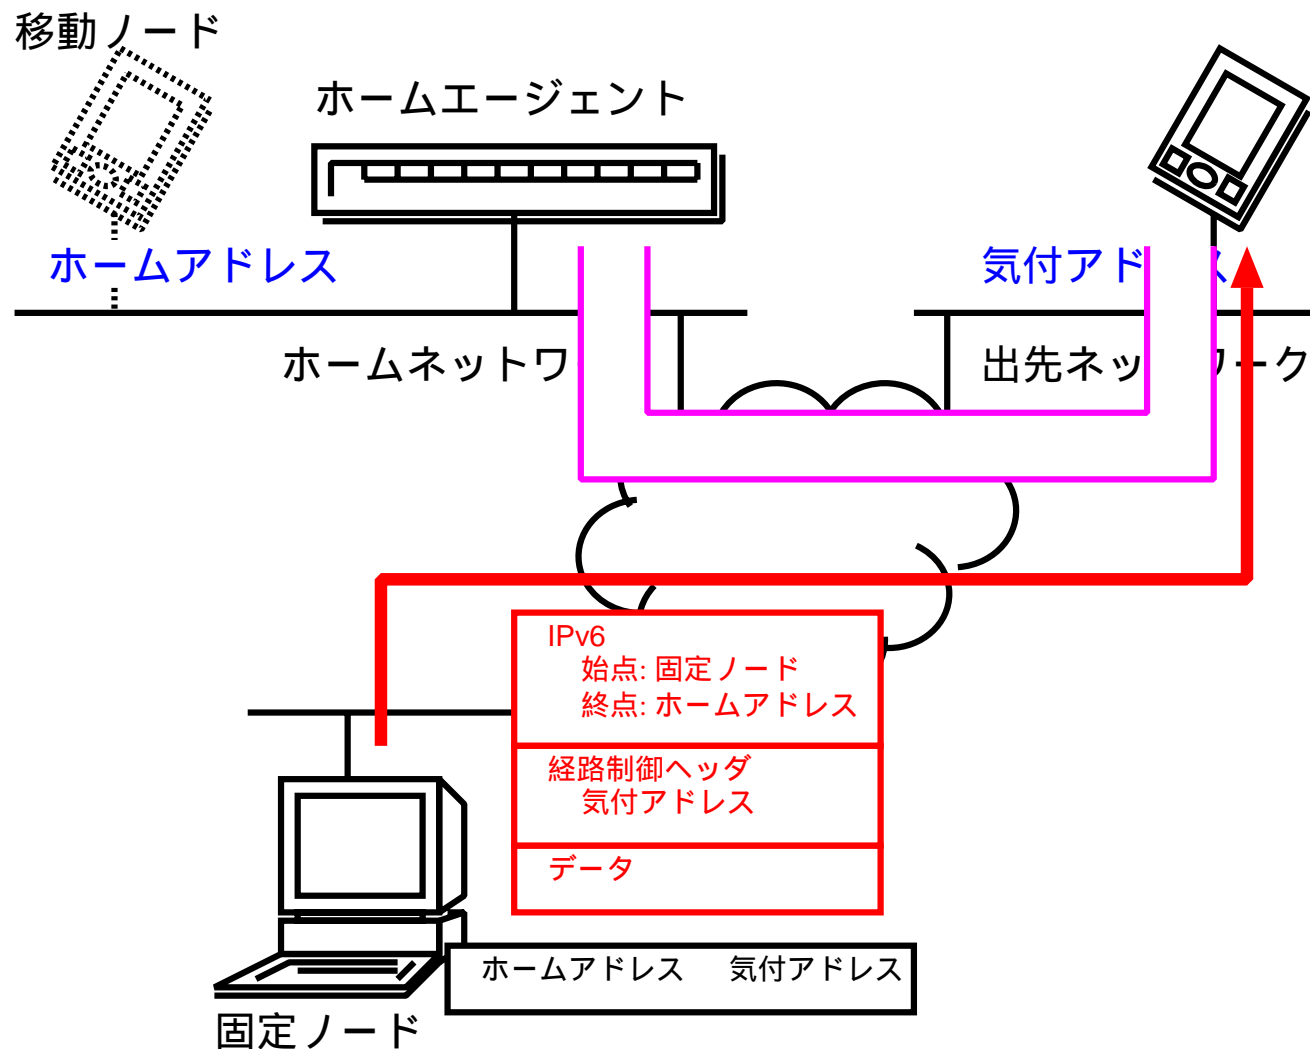 移動ノード
ホームエージェント
ホームアドレス
気付アド ス
ホームネットワ
出先ネッ ワーク
IPv6
始点: 固定ノード
終点: ホームアドレス
経路制御ヘッダ
気付アドレス
データ
ホームアドレス 気付アドレス
固定ノード